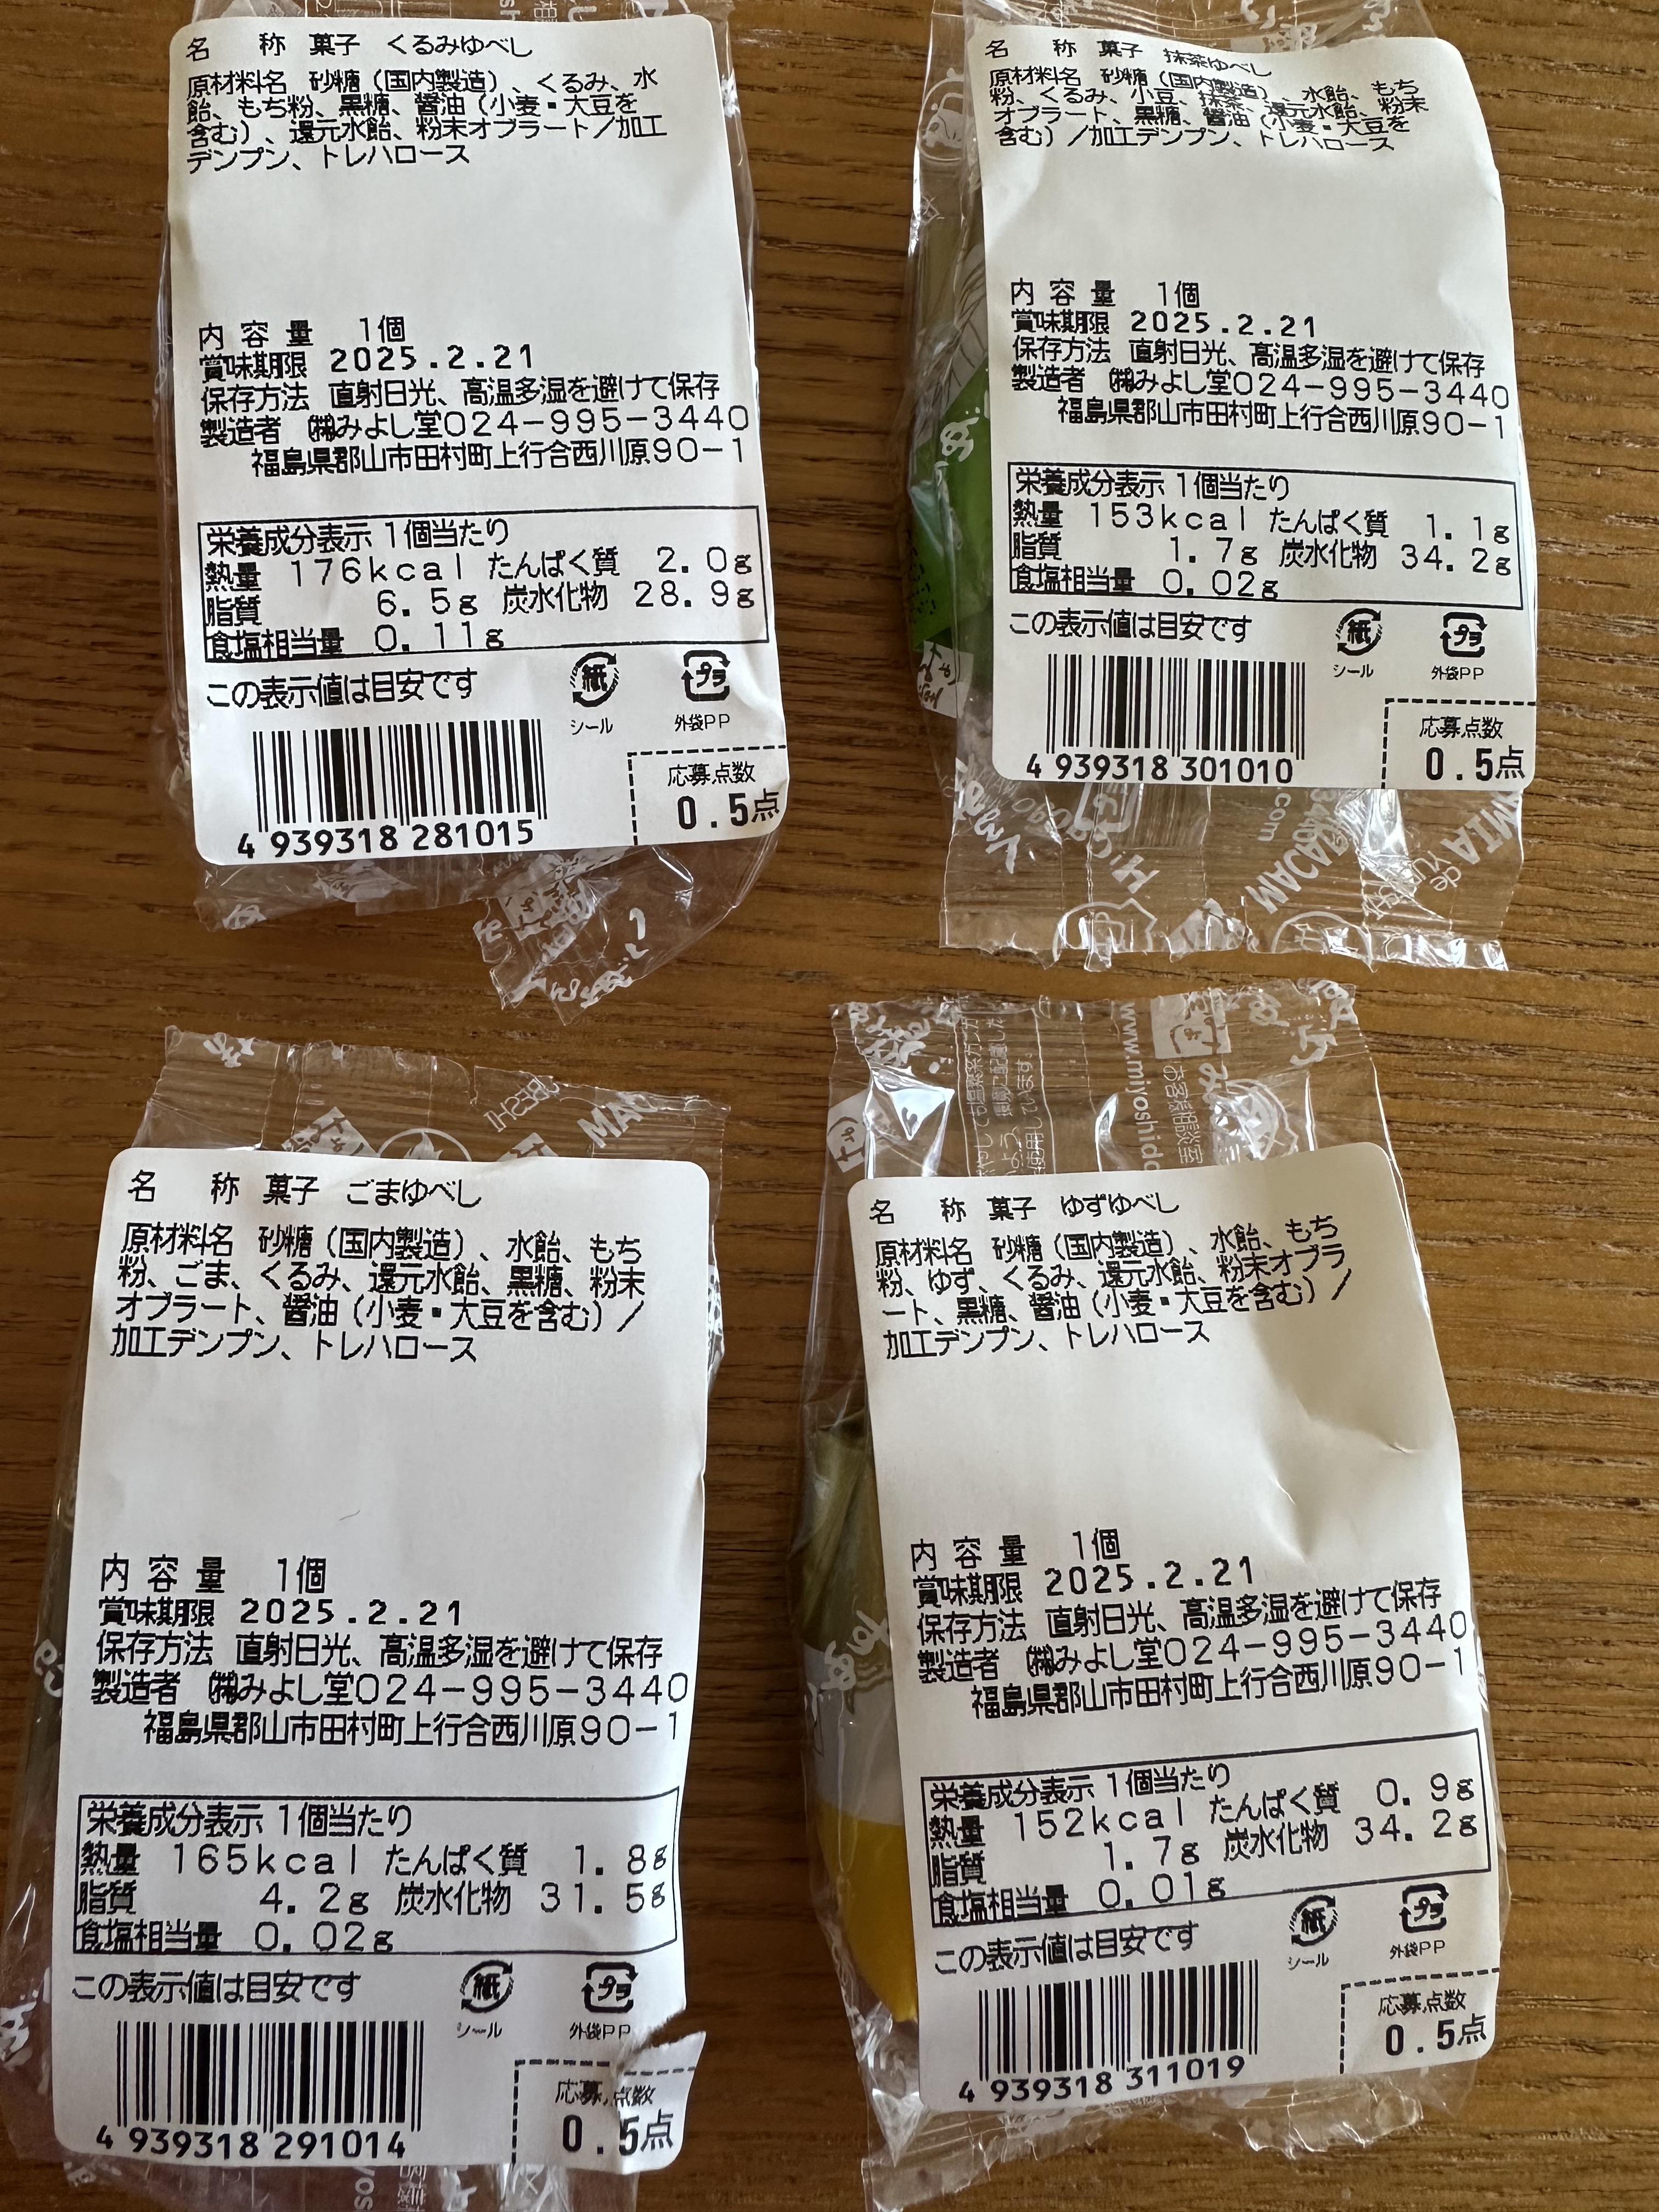 名　称 菓子　くるみゆべし
原材料名 砂糖（国内製造）、くるみ、水
飴、もち粉、黒糖、醤油（小麦・大豆を
含む）、還元水飴、粉末オブラート／加工
デンプン、トレハロース
内 容 量　1個
賞味期限 2025.2.21
保存方法 直射日光、高温多湿を避けて保存
製造者 ㈱みよし堂024-995-3440
福島県郡山市田村町上行合西川原90-1
栄養成分表示 1個当たり
熱量 176kcal たんぱく質 2.0g
脂質 6.5g 炭水化物 28.9g
食塩相当量 0.11g
この表示値は目安です
紙
シール
プラ
外袋PP
応募点数
0.5点
4 939318 281015
名　称 菓子　抹茶ゆべし
原材料名 砂糖（国内製造）、水飴、もち
粉、くるみ、小豆、抹茶、還元水飴、粉末
オブラート、黒糖、醤油（小麦・大豆を
含む）／加工デンプン、トレハロース
内 容 量　1個
賞味期限 2025.2.21
保存方法 直射日光、高温多湿を避けて保存
製造者 ㈱みよし堂024-995-3440
福島県郡山市田村町上行合西川原90-1
栄養成分表示 1個当たり
熱量 153kcal たんぱく質 1.1g
脂質 1.7g 炭水化物 34.2g
食塩相当量 0.02g
この表示値は目安です
紙
シール
プラ
外袋PP
応募点数
0.5点
4 939318 301010
名　称 菓子　ごまゆべし
原材料名 砂糖（国内製造）、水飴、もち
粉、ごま、くるみ、還元水飴、黒糖、粉末
オブラート、醤油（小麦・大豆を含む）／
加工デンプン、トレハロース
内 容 量　1個
賞味期限 2025.2.21
保存方法 直射日光、高温多湿を避けて保存
製造者 ㈱みよし堂024-995-3440
福島県郡山市田村町上行合西川原90-1
栄養成分表示 1個当たり
熱量 165kcal たんぱく質 1.8g
脂質 4.2g 炭水化物 31.5g
食塩相当量 0.02g
この表示値は目安です
紙
シール
プラ
外袋PP
応募点数
0.5点
4 939318 291014
www.miyoshido
お客様相談室
名　称 菓子　ゆずゆべし
原材料名 砂糖（国内製造）、水飴、もち
粉、ゆず、くるみ、還元水飴、粉末オブラ
ート、黒糖、醤油（小麦・大豆を含む）／
加工デンプン、トレハロース
内 容 量　1個
賞味期限 2025.2.21
保存方法 直射日光、高温多湿を避けて保存
製造者 ㈱みよし堂024-995-3440
福島県郡山市田村町上行合西川原90-1
栄養成分表示 1個当たり
熱量 152kcal たんぱく質 0.9g
脂質 1.7g 炭水化物 34.2g
食塩相当量 0.01g
この表示値は目安です
紙
シール
プラ
外袋PP
応募点数
0.5点
4 939318 311019